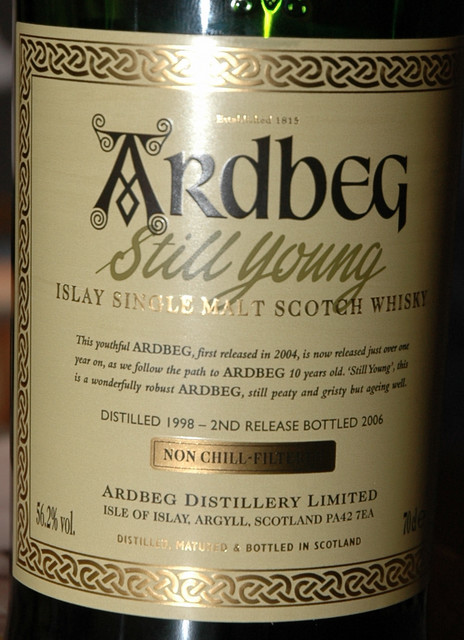 Established 1815
ARDBEG
Still Young
ISLAY SINGLE MALT SCOTCH WHISKY
This youthful ARDBEG, first released in 2004, is now released just over one
year on, as we follow the path to ARDBEG 10 years old. 'Still Young', this
is a wonderfully robust ARDBEG, still peaty and gristy but ageing well.
DISTILLED 1998 – 2ND RELEASE BOTTLED 2006
NON CHILL-FILTERED
ARDBEG DISTILLERY LIMITED
ISLE OF ISLAY, ARGYLL, SCOTLAND PA42 7EA
56.2% vol.
70cl
DISTILLED, MATURED & BOTTLED IN SCOTLAND